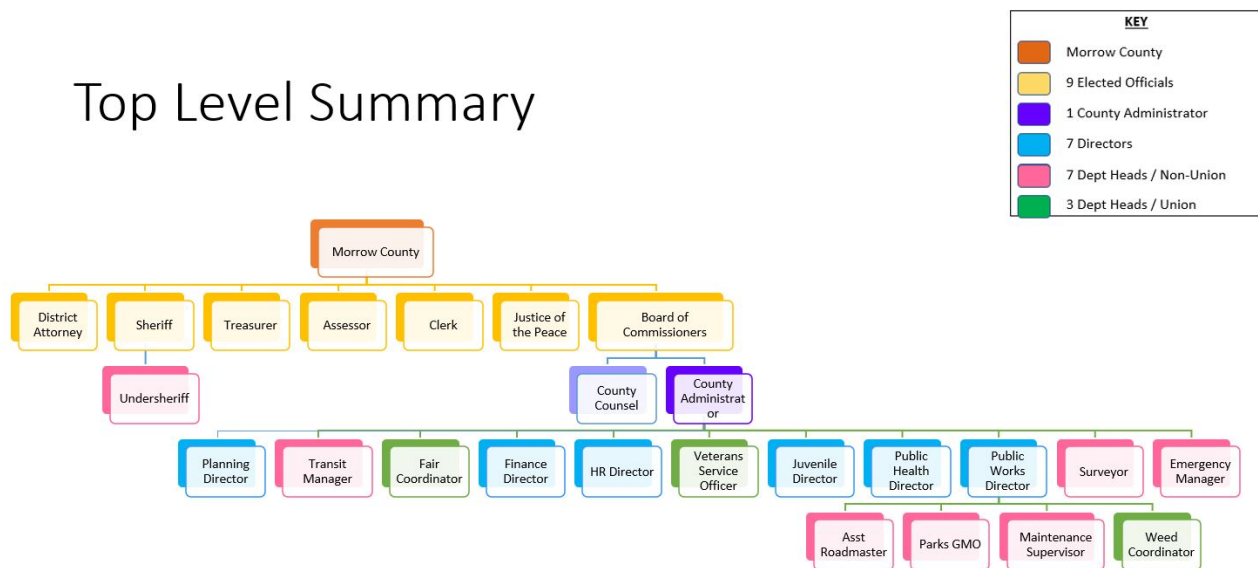 KEY
Morrow County
9 Elected Officials
1 County Administrator
7 Directors
7 Dept Heads / Non-Union
3 Dept Heads / Union
Top Level Summary
Morrow County
District
Attorney
Sheriff
Treasurer
Assessor
Clerk
Justice of
the Peace
Board of
Commissioners
Undersheriff
County
Counsel
County
Administrat
or
Planning
Director
Transit
Manager
Fair
Coordinator
Finance
Director
HR Director
Veterans
Service
Officer
Juvenile
Director
Public
Health
Director
Public
Works
Director
Surveyor
Emergency
Manager
Asst
Roadmaster
Parks GMO
Maintenance
Supervisor
Weed
Coordinator